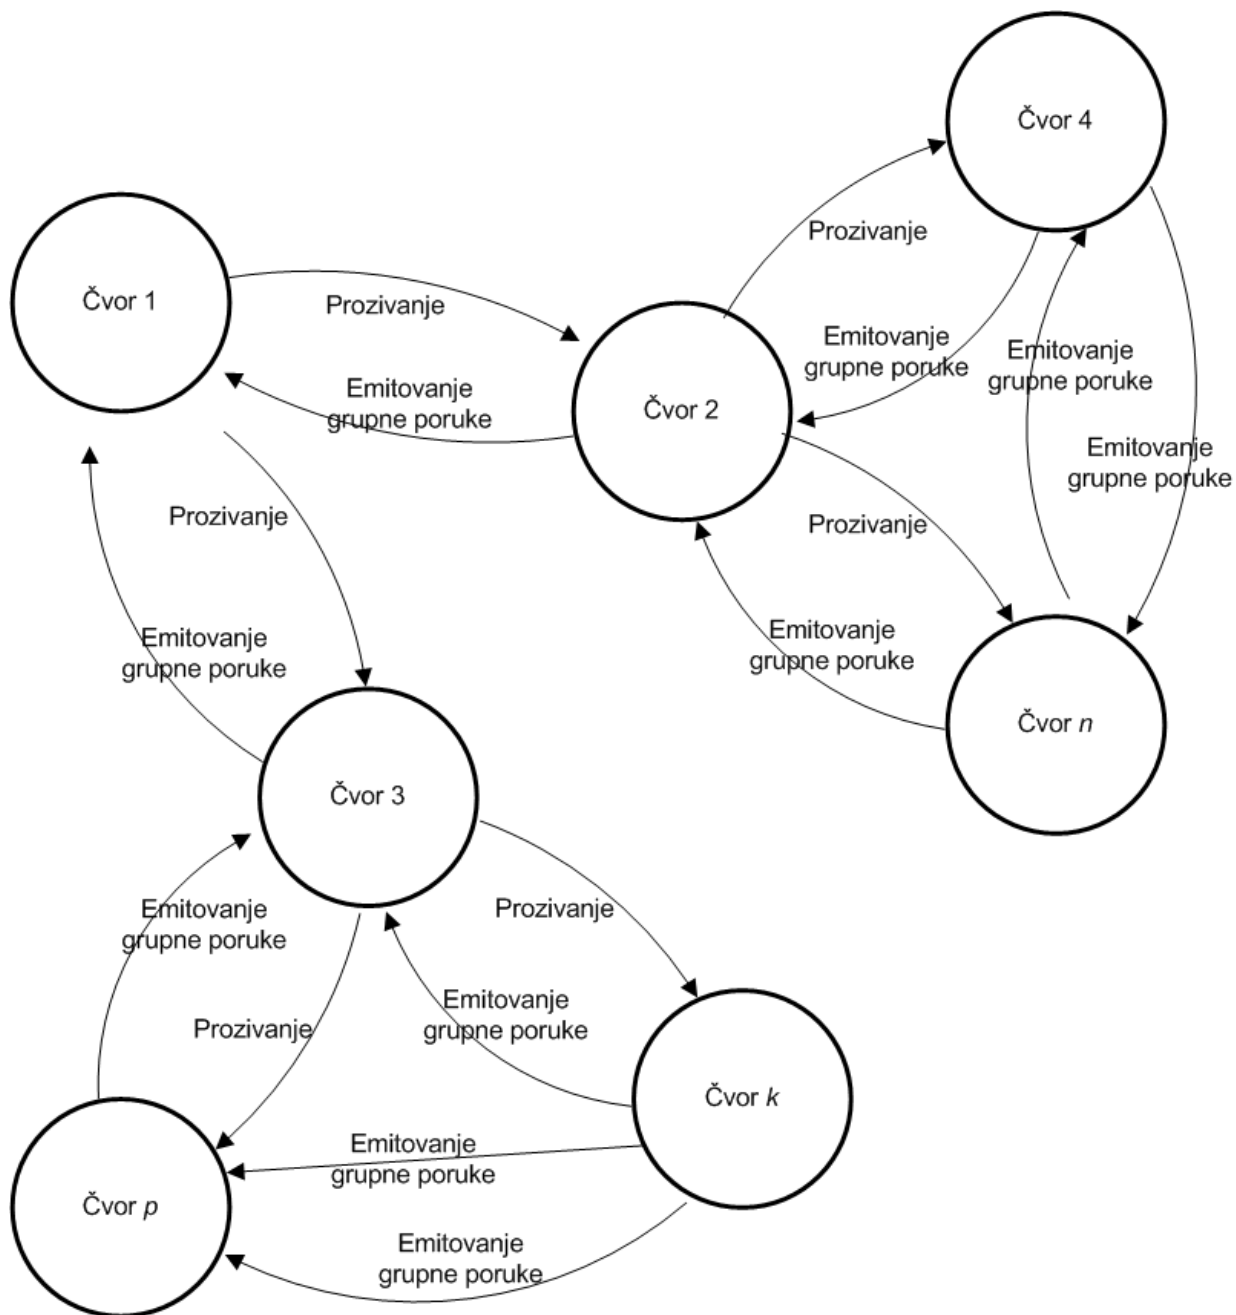 Čvor 4
Prozivanje
Čvor 1
Prozivanje
Emitovanje
grupne poruke
Emitovanje
grupne poruke
Emitovanje
grupne poruke
Čvor 2
Emitovanje
grupne poruke
Prozivanje
Prozivanje
Emitovanje
grupne poruke
Emitovanje
grupne poruke
Čvor n
Čvor 3
Emitovanje
grupne poruke
Prozivanje
Emitovanje
grupne poruke
Prozivanje
Čvor k
Emitovanje
grupne poruke
Čvor p
Emitovanje
grupne poruke